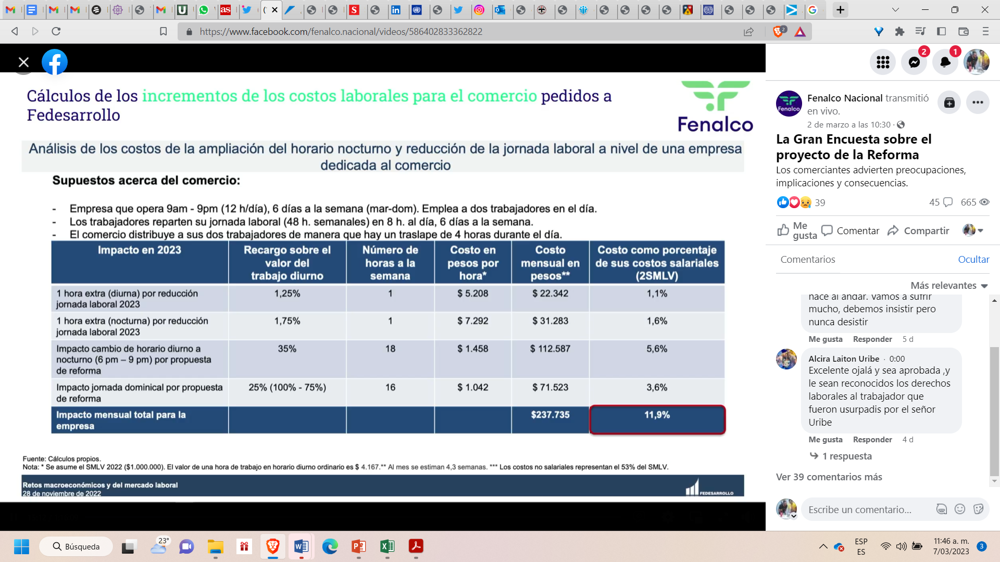 https://www.facebook.com/fenalco.nacional/videos/586402833362822
2
2
1
Cálculos de los incrementos de los costos laborales para el comercio pedidos a
Fedesarrollo
Fenalco
Análisis de los costos de la ampliación del horario nocturno y reducción de la jornada laboral a nivel de una empresa
dedicada al comercio
Supuestos acerca del comercio:
- Empresa que opera 9am - 9pm (12 h/día), 6 días a la semana (mar-dom). Emplea a dos trabajadores en el día.
- Los trabajadores reparten su jornada laboral (48 h. semanales) en 8 h. al día, 6 días a la semana.
- El comercio distribuye a sus dos trabajadores de manera que hay un traslape de 4 horas durante el día.
Impacto en 2023
Recargo sobre el
valor del
trabajo diurno
Número de
horas a la
semana
Costo en
pesos por
hora*
Costo
mensual en
pesos**
Costo como porcentaje
de sus costos salariales
(2SMLV)
1 hora extra (diurna) por reducción
jornada laboral 2023
1,25%
1
$ 5.208
$ 22.342
1,1%
1 hora extra (nocturna) por reducción
jornada laboral 2023
1,75%
1
$ 7.292
$ 31.283
1,6%
Impacto cambio de horario diurno a
nocturno (6 pm – 9 pm) por propuesta
de reforma
35%
18
$ 1.458
$ 112.587
5,6%
Impacto jornada dominical por propuesta
de reforma
25% (100% - 75%)
16
$ 1.042
$ 71.523
3,6%
Impacto mensual total para la
empresa
$237.735
11,9%
Fuente: Cálculos propios.
Nota: * Se asume el SMLV 2022 ($1.000.000). El valor de una hora de trabajo en horario diurno ordinario es $ 4.167.** Al mes se estiman 4,3 semanas. *** Los costos no salariales representan el 53% del SMLV.
Retos macroeconómicos y del mercado laboral
28 de noviembre de 2022
FEDESARROLLO
Fenalco
Fenalco Nacional transmitió
en vivo.
2 de marzo a las 10:30 ·
La Gran Encuesta sobre el
proyecto de la Reforma
Los comerciantes advierten preocupaciones,
implicaciones y consecuencias.
39
45
665
Me
gusta
Comentar
Compartir
Comentarios
Ocultar
Más relevantes
hace al andar. Vamos a sufrir
mucho, debemos insistir pero
nunca desistir
Me gusta Responder 5 d
Alcira Laiton Uribe · 0:00
Excelente ojalá y sea aprobada ,y
le sean reconocidos los derechos
laborales al trabajador que
fueron usurpadis por el señor
Uribe
Me gusta Responder 4 d
1 respuesta
Ver 39 comentarios más
Escribe un comentario...
Búsqueda
23°
ESP
ES
11:46 a. m.
7/03/2023
3